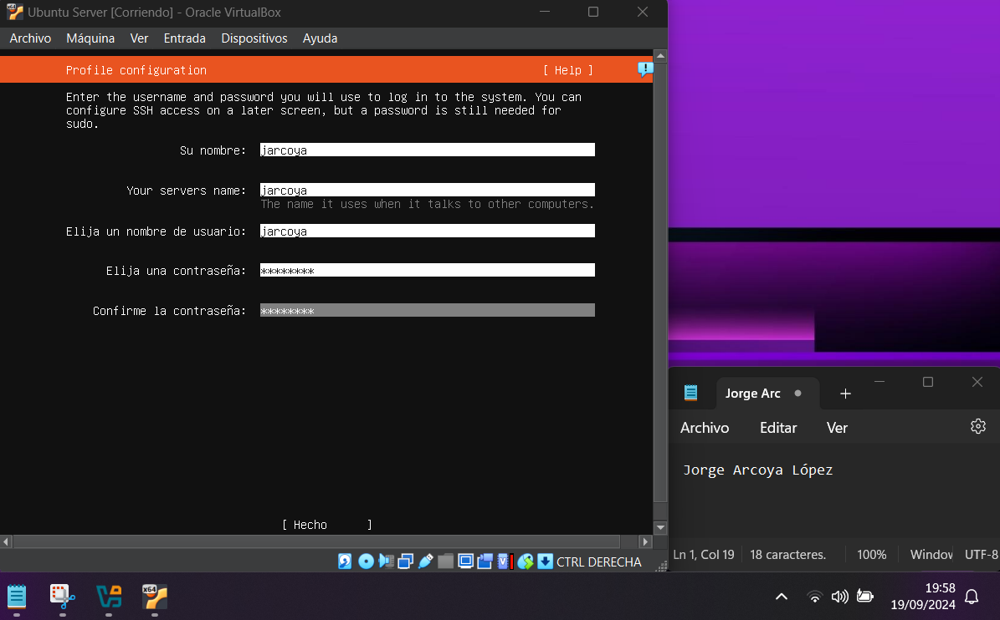 Ubuntu Server [Corriendo] - Oracle VirtualBox
Archivo Máquina Ver Entrada Dispositivos Ayuda
Profile configuration [ Help ]
Enter the username and password you will use to log in to the system. You can
configure SSH access on a later screen, but a password is still needed for
sudo.
Su nombre: jarcoya
Your servers name: jarcoya
The name it uses when it talks to other computers.
Elija un nombre de usuario: jarcoya
Elija una contraseña: ********
Confirme la contraseña: ********
[ Hecho ]
CTRL DERECHA
Jorge Arc
Archivo Editar Ver
Jorge Arcoya López
Ln 1, Col 19 18 caracteres. 100% Window UTF-8
x64
19:58
19/09/2024